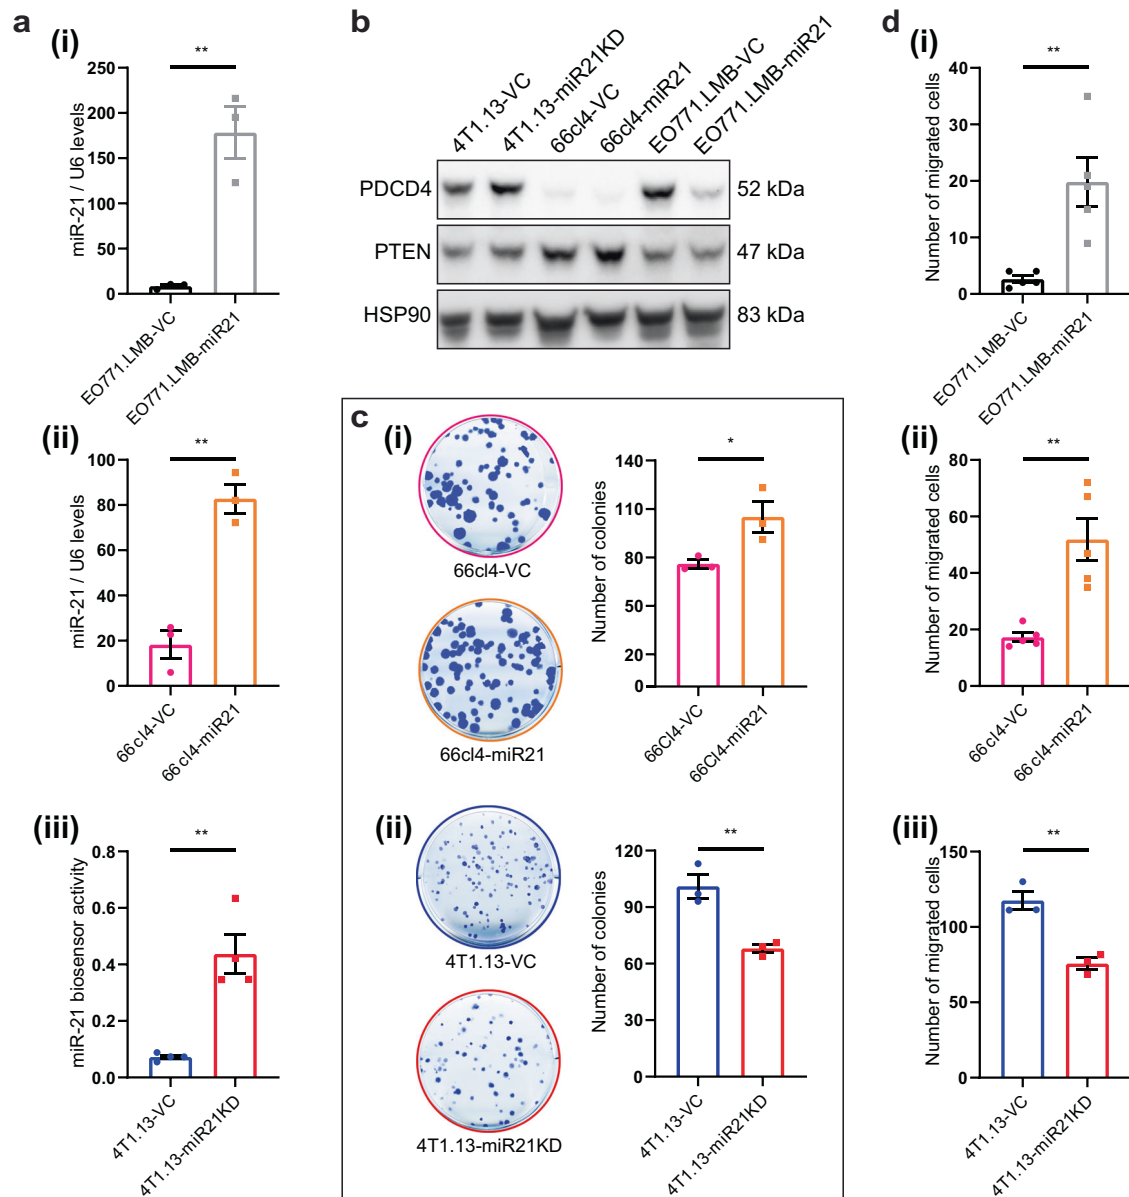 a
(i)
**
miR-21 / U6 levels
250
200
150
100
50
0
EO771.LMB-VC
EO771.LMB-miR21
(ii)
**
miR-21 / U6 levels
100
80
60
40
20
0
66cl4-VC
66cl4-miR21
(iii)
**
miR-21 biosensor activity
0.8
0.6
0.4
0.2
0.0
4T1.13-VC
4T1.13-miR21KD
b
4T1.13-VC
4T1.13-miR21KD
66cl4-VC
66cl4-miR21
EO771.LMB-VC
EO771.LMB-miR21
PDCD4 52 kDa
PTEN 47 kDa
HSP90 83 kDa
c
(i)
66cl4-VC
66cl4-miR21
*
Number of colonies
140
110
80
50
20
0
66Cl4-VC
66Cl4-miR21
(ii)
4T1.13-VC
4T1.13-miR21KD
**
Number of colonies
120
90
60
30
0
4T1.13-VC
4T1.13-miR21KD
d
(i)
**
Number of migrated cells
40
30
20
10
0
EO771.LMB-VC
EO771.LMB-miR21
(ii)
**
Number of migrated cells
80
60
40
20
0
66cl4-VC
66cl4-miR21
(iii)
**
Number of migrated cells
150
100
50
0
4T1.13-VC
4T1.13-miR21KD